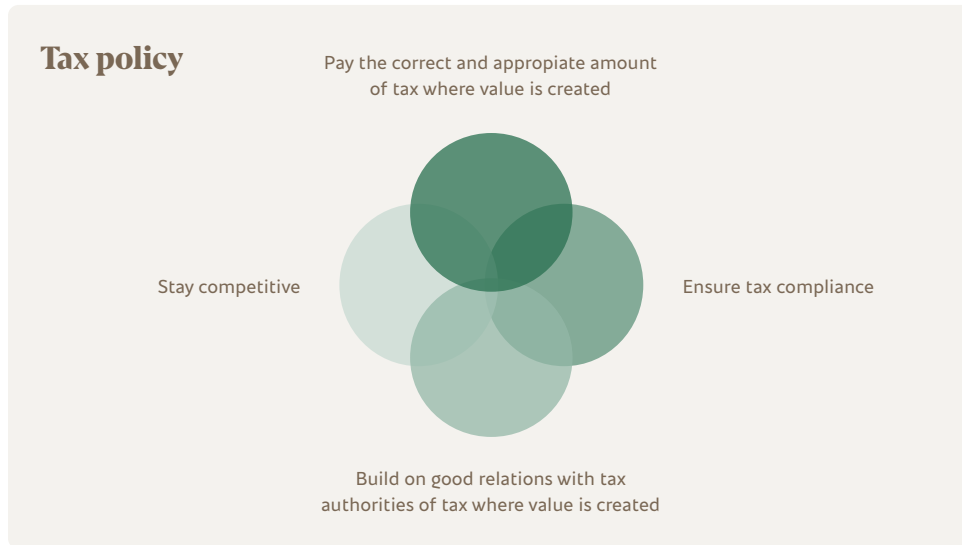 Tax policy
Pay the correct and appropiate amount
of tax where value is created
Stay competitive
Ensure tax compliance
Build on good relations with tax
authorities of tax where value is created